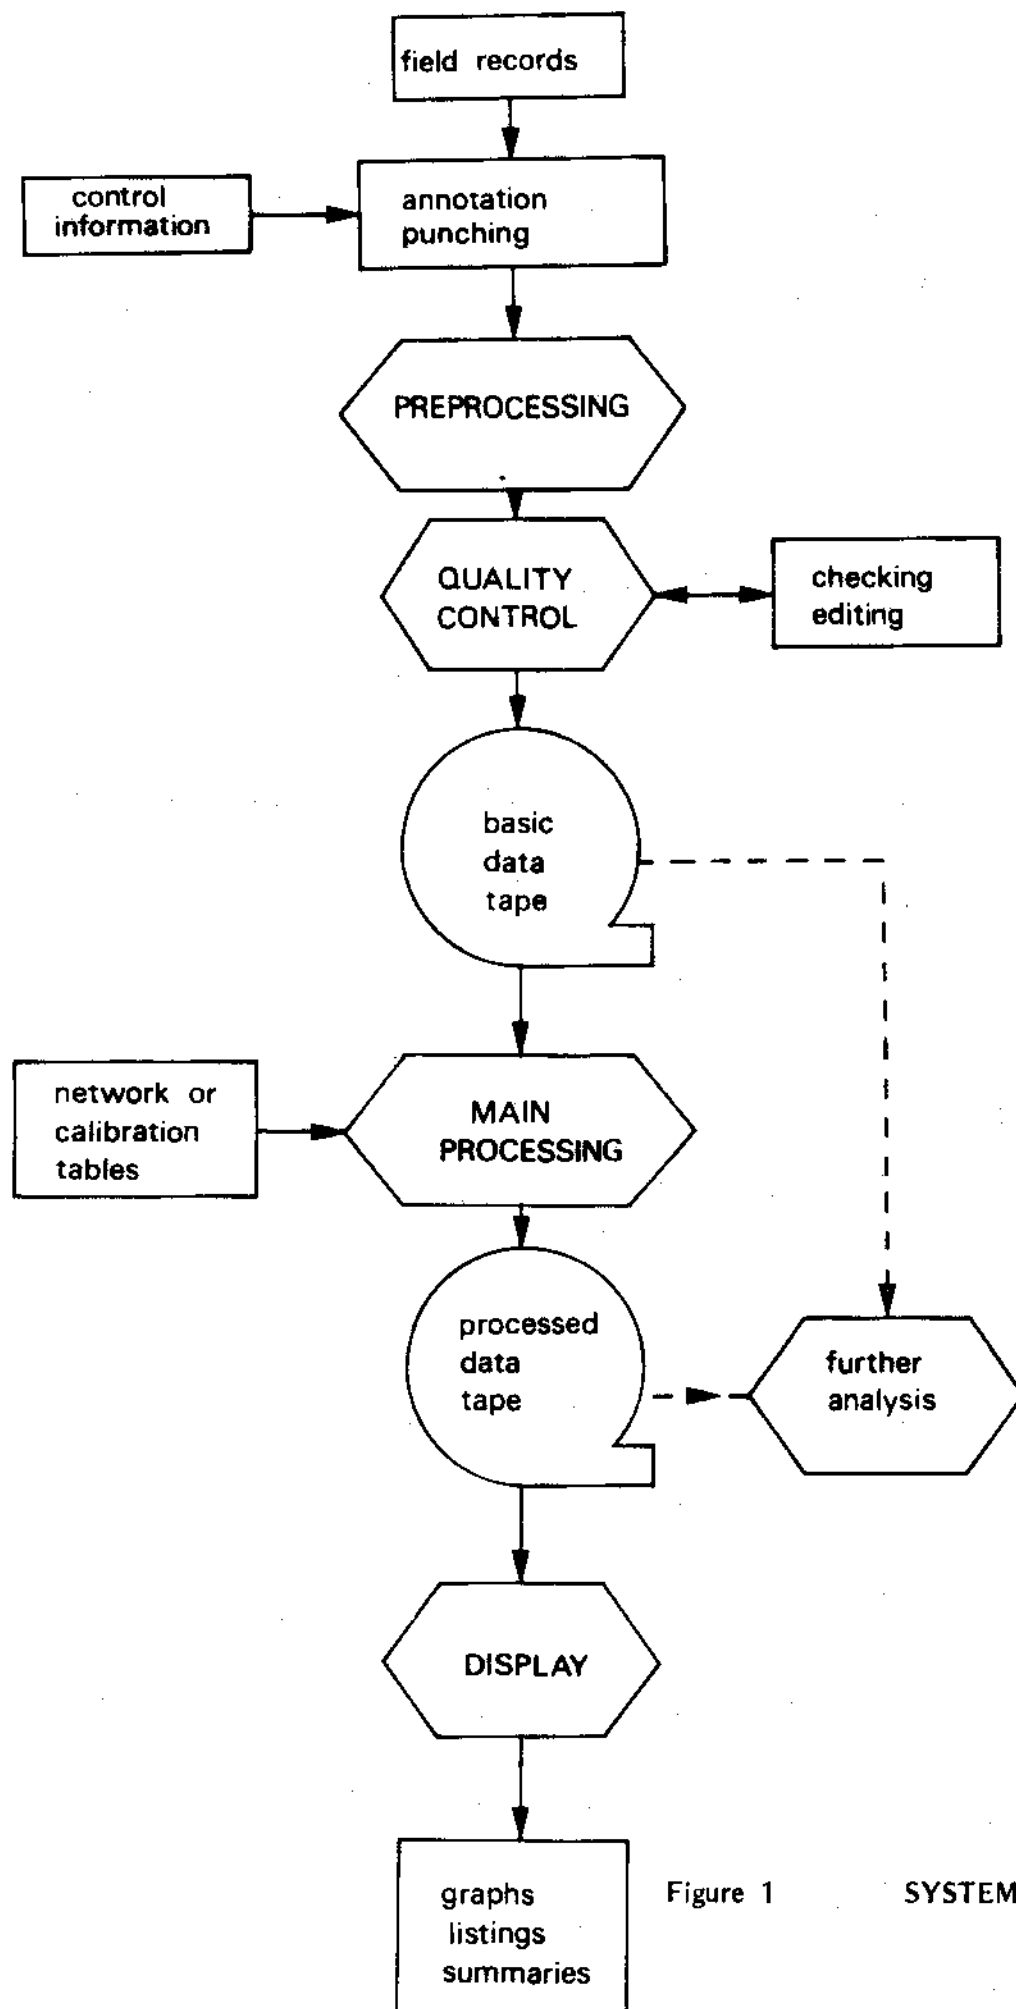 field records
control
information
annotation
punching
PREPROCESSING
QUALITY
CONTROL
checking
editing
basic
data
tape
network or
calibration
tables
MAIN
PROCESSING
processed
data
tape
further
analysis
DISPLAY
graphs
listings
summaries
Figure 1 SYSTEM